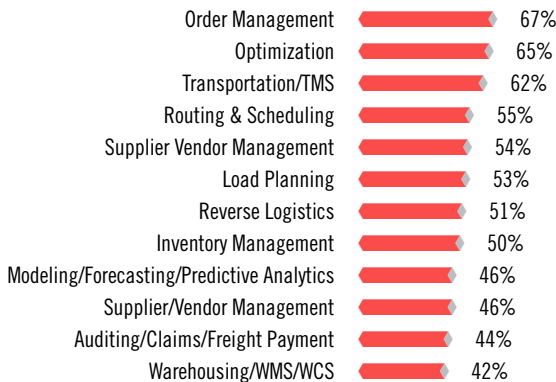 Order Management 67%
Optimization 65%
Transportation/TMS 62%
Routing & Scheduling 55%
Supplier Vendor Management 54%
Load Planning 53%
Reverse Logistics 51%
Inventory Management 50%
Modeling/Forecasting/Predictive Analytics 46%
Supplier/Vendor Management 46%
Auditing/Claims/Freight Payment 44%
Warehousing/WMS/WCS 42%